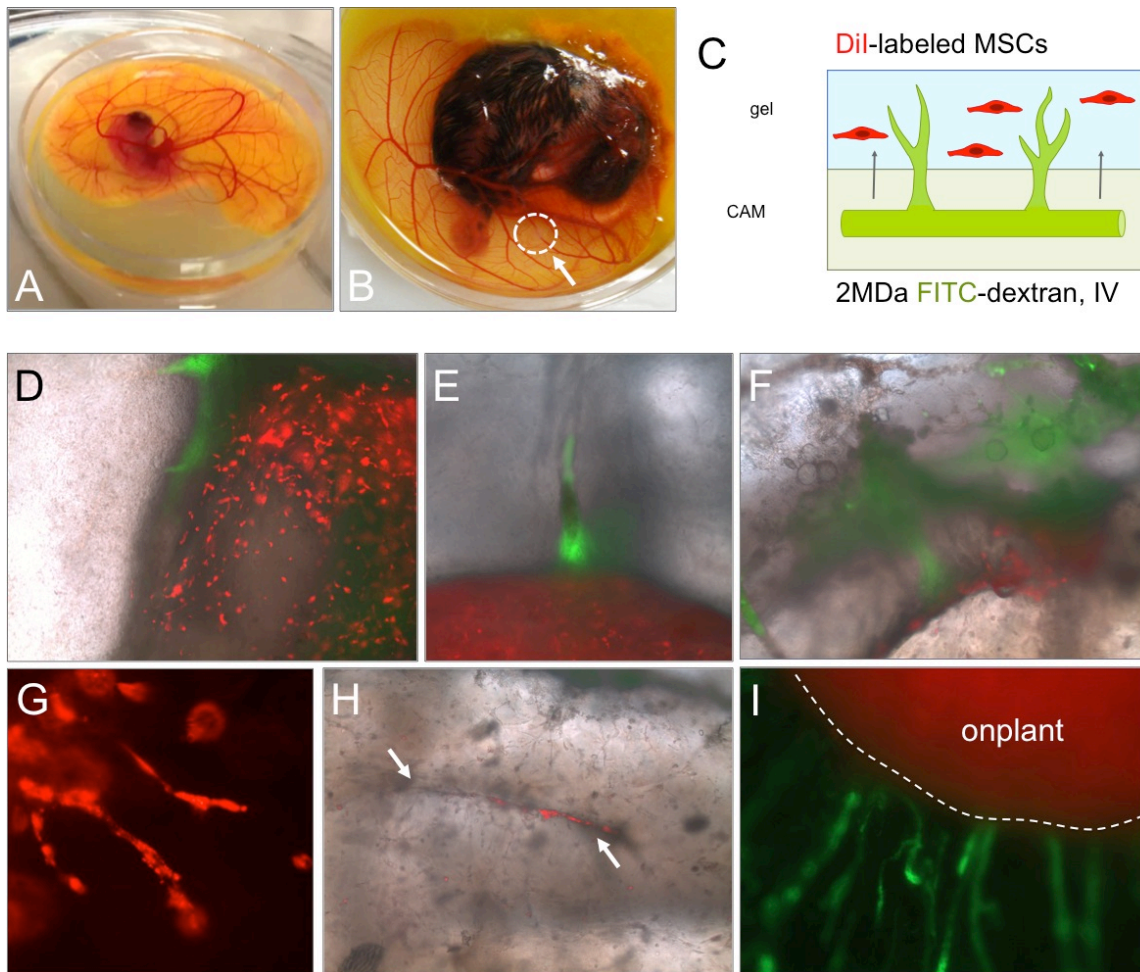 A
B
C
DiI-labeled MSCs
gel
CAM
2MDa FITC-dextran, IV
D
E
F
G
H
I
onplant